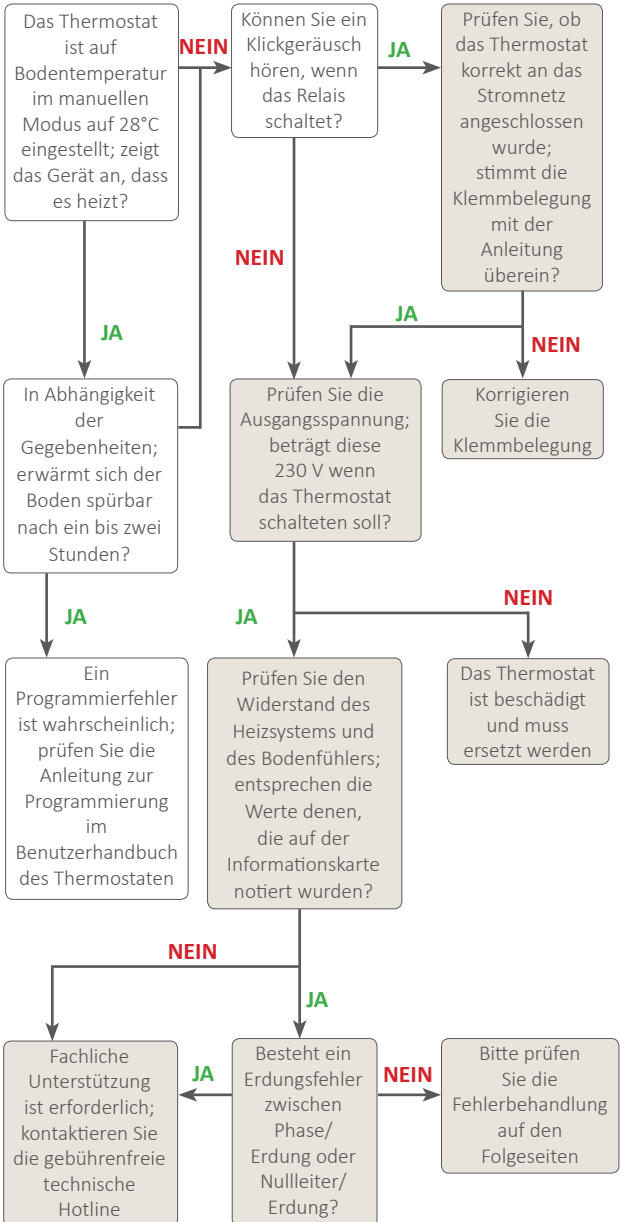 Das Thermostat
ist auf
Bodentemperatur
im manuellen
Modus auf 28°C
eingestellt; zeigt
das Gerät an, dass
es heizt?
NEIN
Können Sie ein
Klickgeräusch
hören, wenn
das Relais
schaltet?
JA
Prüfen Sie, ob
das Thermostat
korrekt an das
Stromnetz
angeschlossen
wurde;
stimmt die
Klemmbelegung
mit der
Anleitung
überein?
JA
NEIN
JA
NEIN
In Abhängigkeit
der
Gegebenheiten;
erwärmt sich der
Boden spürbar
nach ein bis zwei
Stunden?
Prüfen Sie die
Ausgangsspannung;
beträgt diese
230 V wenn
das Thermostat
schalteten soll?
Korrigieren
Sie die
Klemmbelegung
JA
JA
NEIN
Ein
Programmierfehler
ist wahrscheinlich;
prüfen Sie die
Anleitung zur
Programmierung
im
Benutzerhandbuch
des Thermostaten
Prüfen Sie den
Widerstand des
Heizsystems und
des Bodenfühlers;
entsprechen die
Werte denen,
die auf der
Informationskarte
notiert wurden?
Das Thermostat
ist beschädigt
und muss
ersetzt werden
NEIN
JA
Fachliche
Unterstützung
ist erforderlich;
kontaktieren Sie
die gebührenfreie
technische
Hotline
JA
Besteht ein
Erdungsfehler
zwischen
Phase/
Erdung oder
Nullleiter/
Erdung?
NEIN
Bitte prüfen
Sie die
Fehlerbehandlung
auf den
Folgeseiten